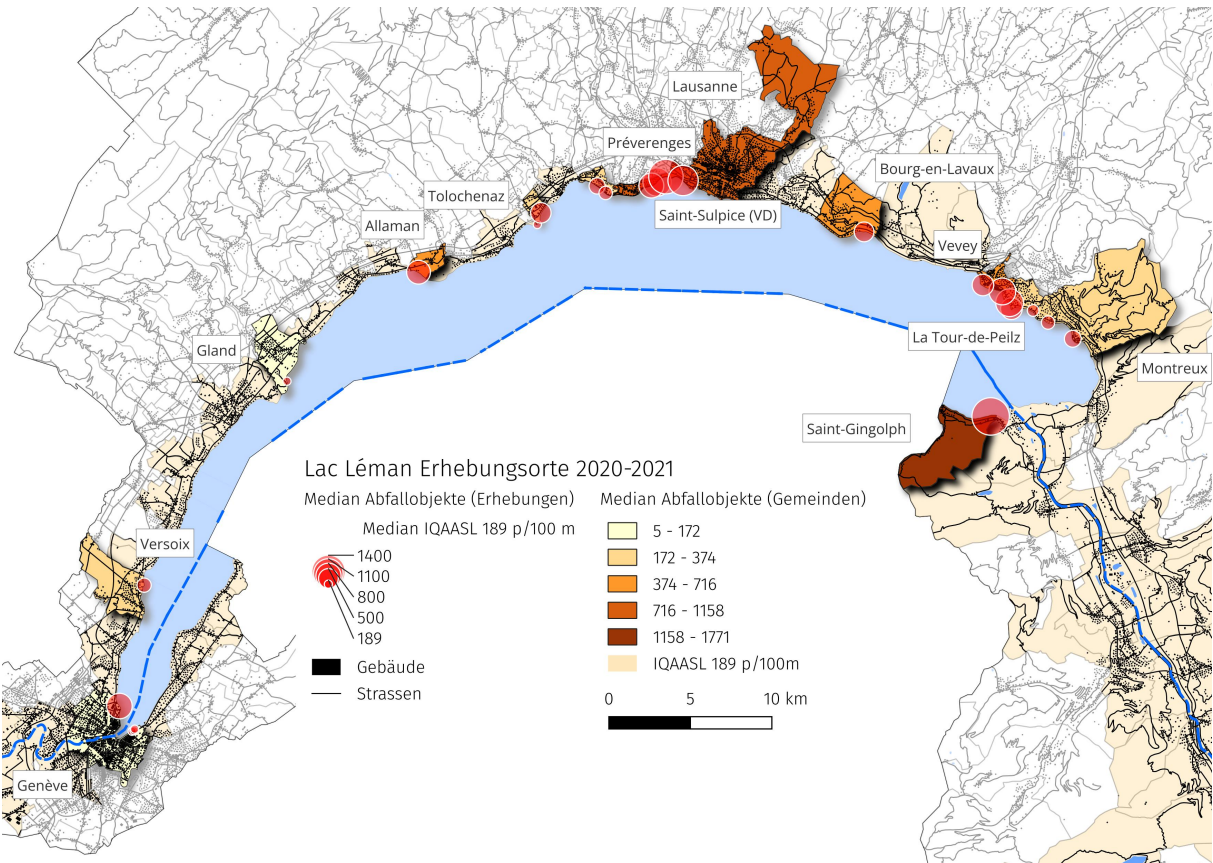 Lausanne
Préverenges
Bourg-en-Lavaux
Tolochenaz
Saint-Sulpice (VD)
Allaman
Vevey
La Tour-de-Peilz
Gland
Montreux
Saint-Gingolph
Lac Léman Erhebungsorte 2020-2021
Median Abfallobjekte (Erhebungen)
Median IQAASL 189 p/100 m
1400
1100
800
500
189
Gebäude
Strassen
Median Abfallobjekte (Gemeinden)
5 - 172
172 - 374
374 - 716
716 - 1158
1158 - 1771
IQAASL 189 p/100m
0 5 10 km
Versoix
Genève